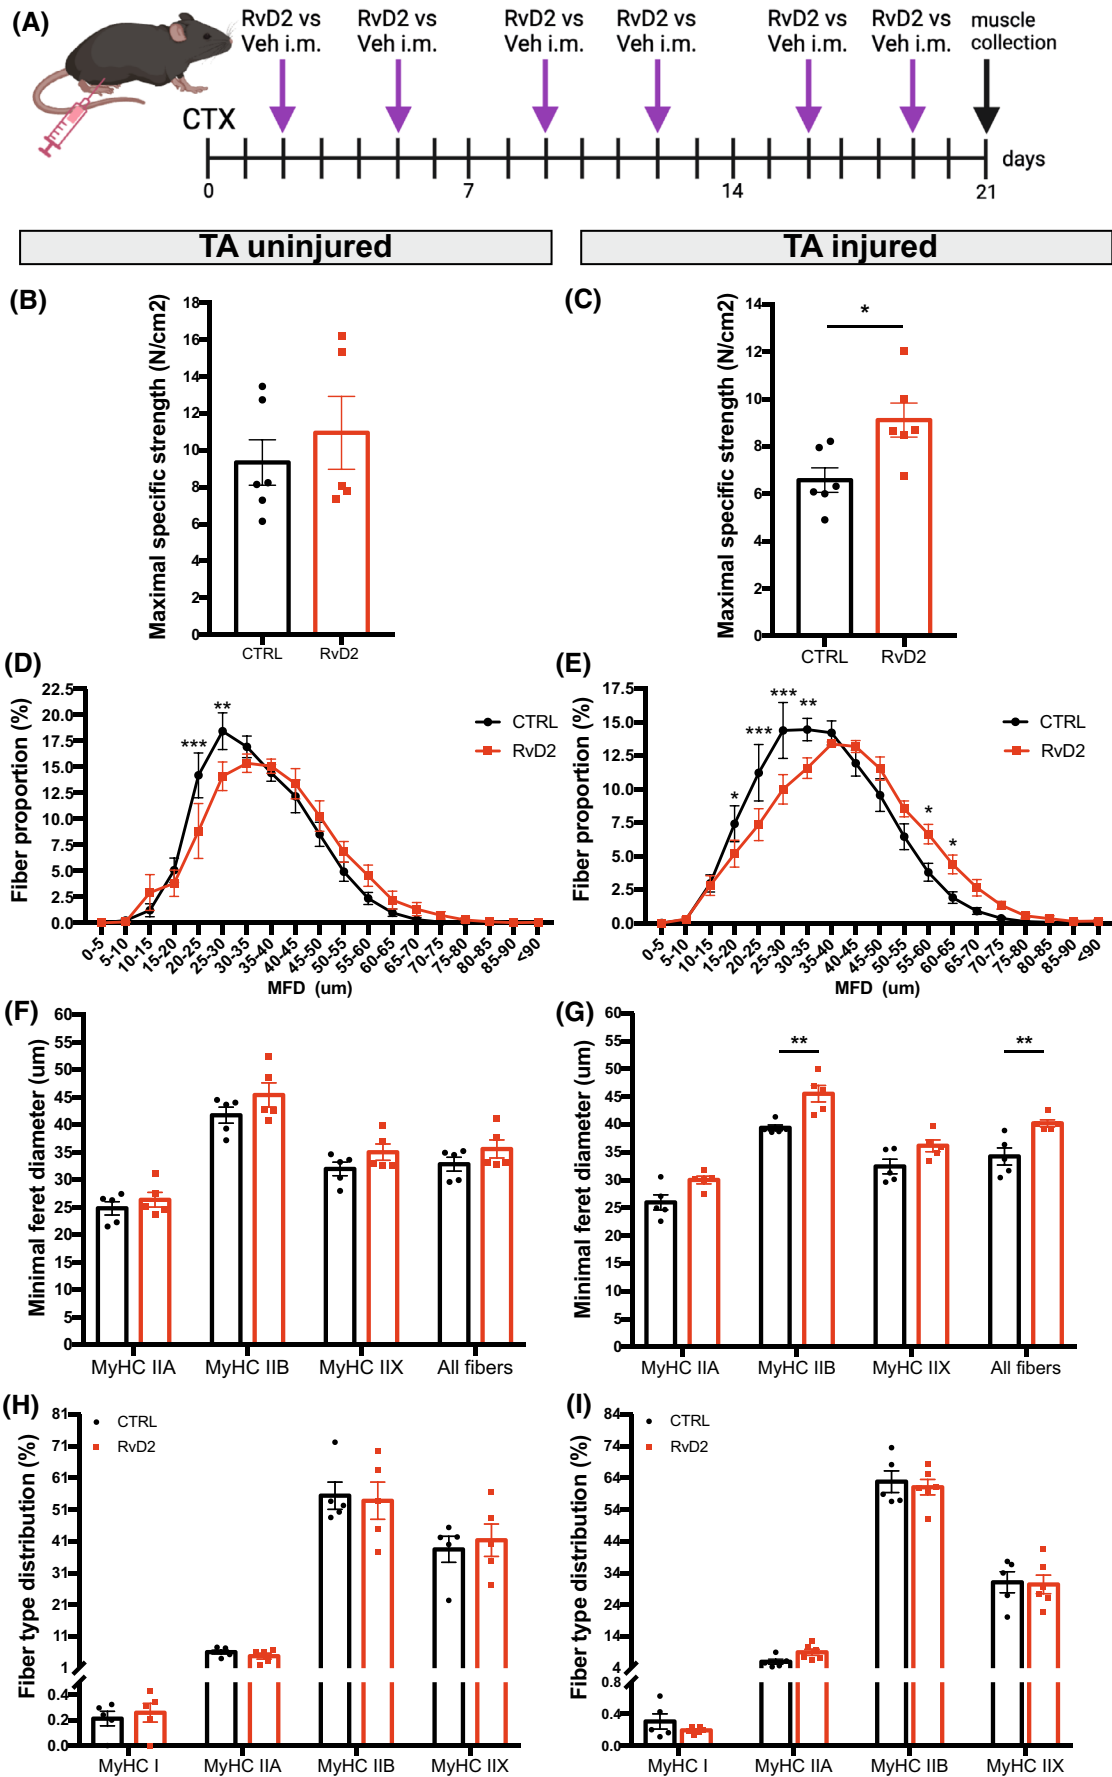 (A)
RvD2 vs Veh i.m.
RvD2 vs Veh i.m.
RvD2 vs Veh i.m.
RvD2 vs Veh i.m.
RvD2 vs Veh i.m.
RvD2 vs Veh i.m.
muscle collection
CTX
days
0 7 14 21
TA uninjured
TA injured
(B)
Maximal specific strength (N/cm2)
18
16
14
12
10
8
6
4
2
0
CTRL RvD2
(C)
Maximal specific strength (N/cm2)
14
12
10
8
6
4
2
0
*
CTRL RvD2
(D)
Fiber proportion (%)
22.5
20.0
17.5
15.0
12.5
10.0
7.5
5.0
2.5
0.0
***
**
CTRL
RvD2
0-5 5-10 10-15 15-20 20-25 25-30 30-35 35-40 40-45 45-50 50-55 55-60 60-65 65-70 70-75 75-80 80-85 85-90 <90
MFD (um)
(E)
Fiber proportion (%)
17.5
15.0
12.5
10.0
7.5
5.0
2.5
0.0
*
***
***
**
*
*
CTRL
RvD2
0-5 5-10 10-15 15-20 20-25 25-30 30-35 35-40 40-45 45-50 50-55 55-60 60-65 65-70 70-75 75-80 80-85 85-90 <90
MFD (um)
(F)
Minimal feret diameter (um)
60
55
50
45
40
35
30
25
20
15
10
5
0
MyHC IIA MyHC IIB MyHC IIX All fibers
(G)
Minimal feret diameter (um)
60
55
50
45
40
35
30
25
20
15
10
5
0
**
**
MyHC IIA MyHC IIB MyHC IIX All fibers
(H)
Fiber type distribution (%)
81
71
61
51
41
31
21
11
1
0.4
0.2
0.0
CTRL
RvD2
MyHC I MyHC IIA MyHC IIB MyHC IIX
(I)
Fiber type distribution (%)
84
74
64
54
44
34
24
14
4
0.8
0.4
0.0
CTRL
RvD2
MyHC I MyHC IIA MyHC IIB MyHC IIX